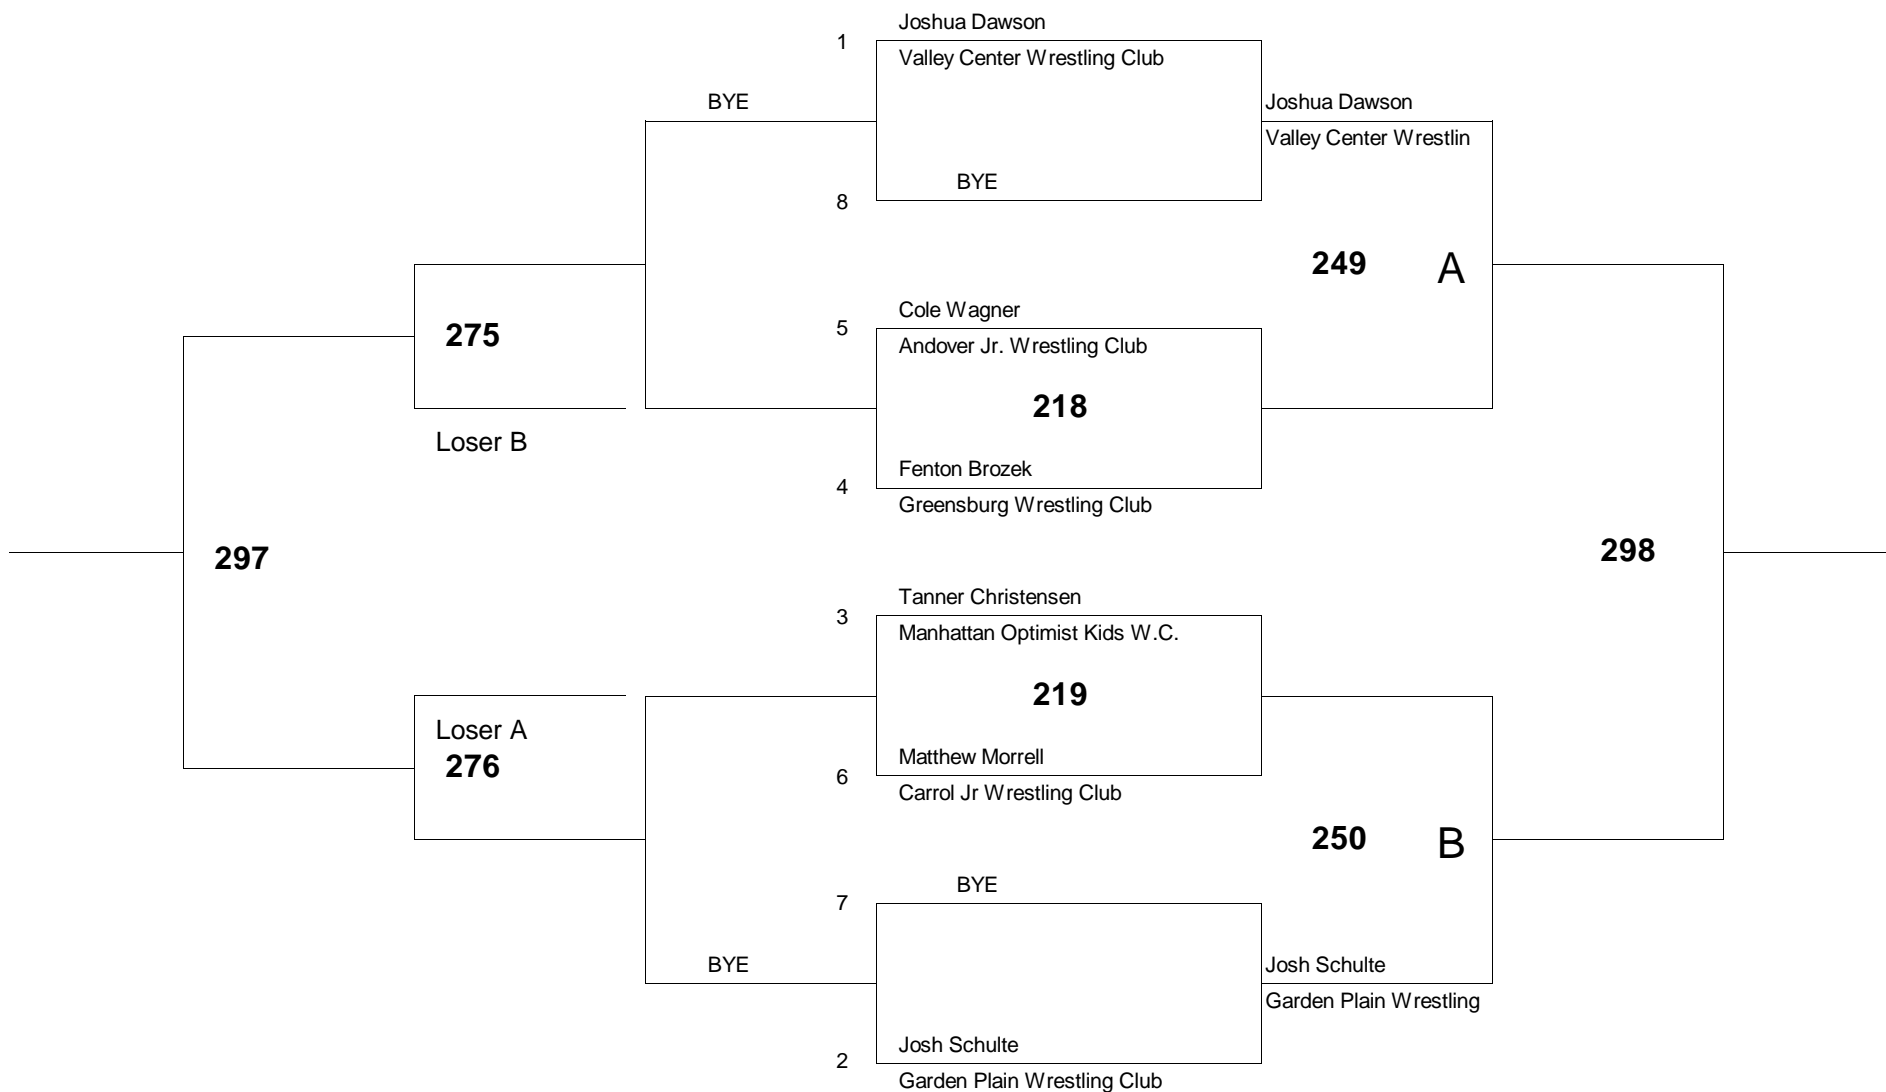 Joshua Dawson
1
Valley Center Wrestling Club
BYE
Joshua Dawson
Valley Center Wrestlin
BYE
8
249
A
Cole Wagner
5
275
Andover Jr. Wrestling Club
218
Loser B
Fenton Brozek
4
Greensburg Wrestling Club
297
298
Tanner Christensen
3
Manhattan Optimist Kids W.C.
219
Loser A
276
Matthew Morrell
6
Carrol Jr Wrestling Club
250
B
BYE
7
BYE
Josh Schulte
Garden Plain Wrestling
Josh Schulte
2
Garden Plain Wrestling Club